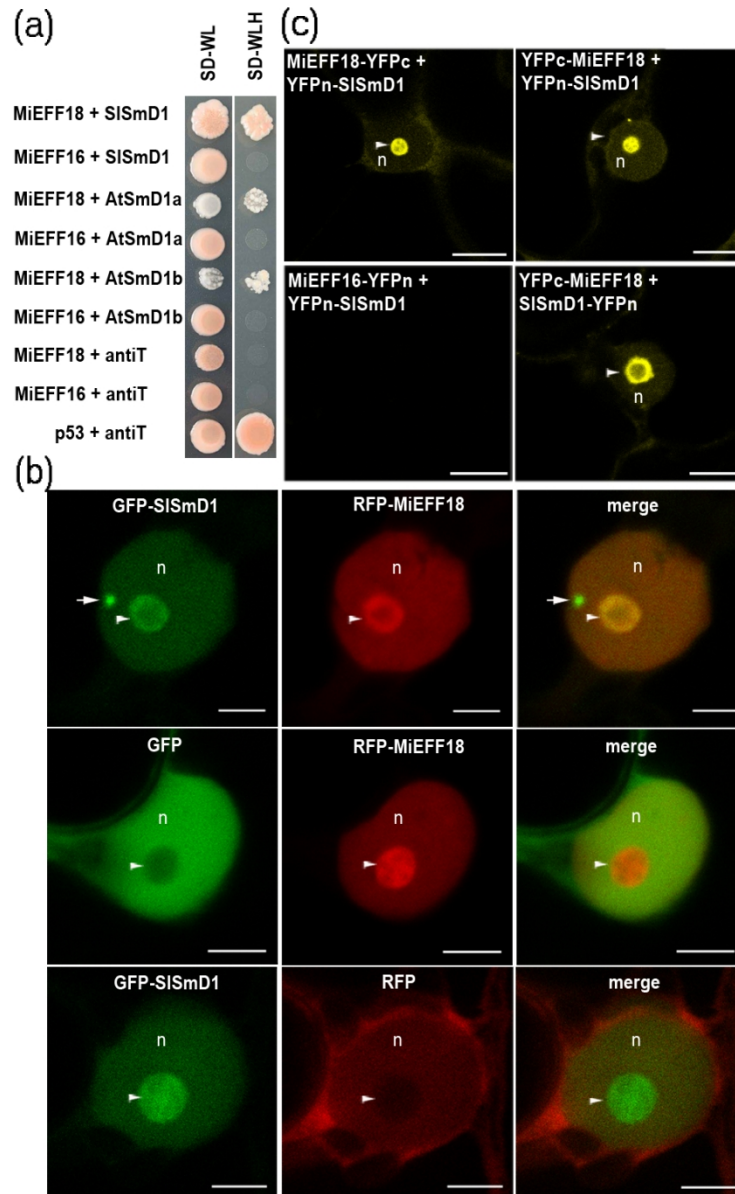 (a)
SD-WL
SD-WLH
MiEFF18 + SlSmD1
MiEFF16 + SlSmD1
MiEFF18 + AtSmD1a
MiEFF16 + AtSmD1a
MiEFF18 + AtSmD1b
MiEFF16 + AtSmD1b
MiEFF18 + antiT
MiEFF16 + antiT
p53 + antiT
(c)
MiEFF18-YFPc +
YFPn-SlSmD1
n
YFPc-MiEFF18 +
YFPn-SlSmD1
n
MiEFF16-YFPn +
YFPn-SlSmD1
YFPc-MiEFF18 +
SlSmD1-YFPn
n
(b)
GFP-SlSmD1
n
RFP-MiEFF18
n
merge
n
GFP
n
RFP-MiEFF18
n
merge
n
GFP-SlSmD1
n
RFP
n
merge
n